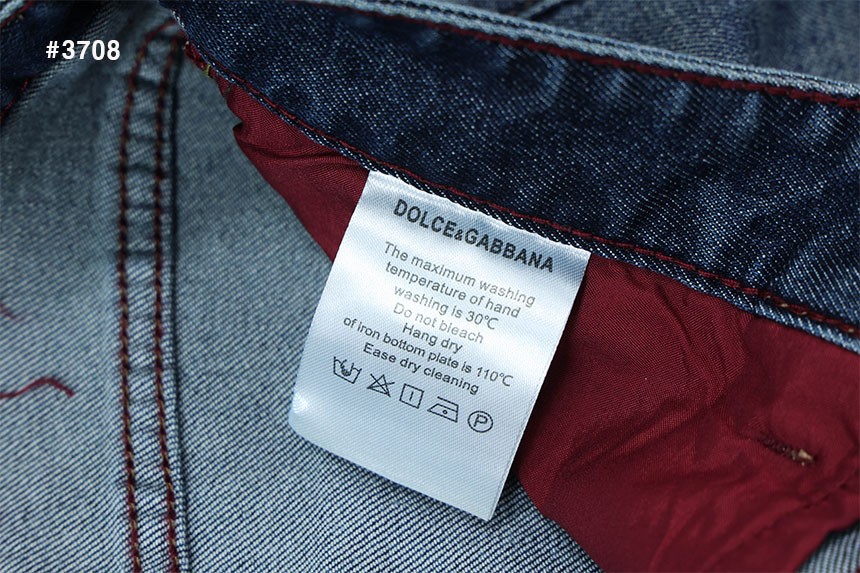 #3708
DOLCE&GABBANA
The maximum washing
temperature of hand
washing is 30℃
Do not bleach
Hang dry
of iron bottom plate is 110℃
Ease dry cleaning
P